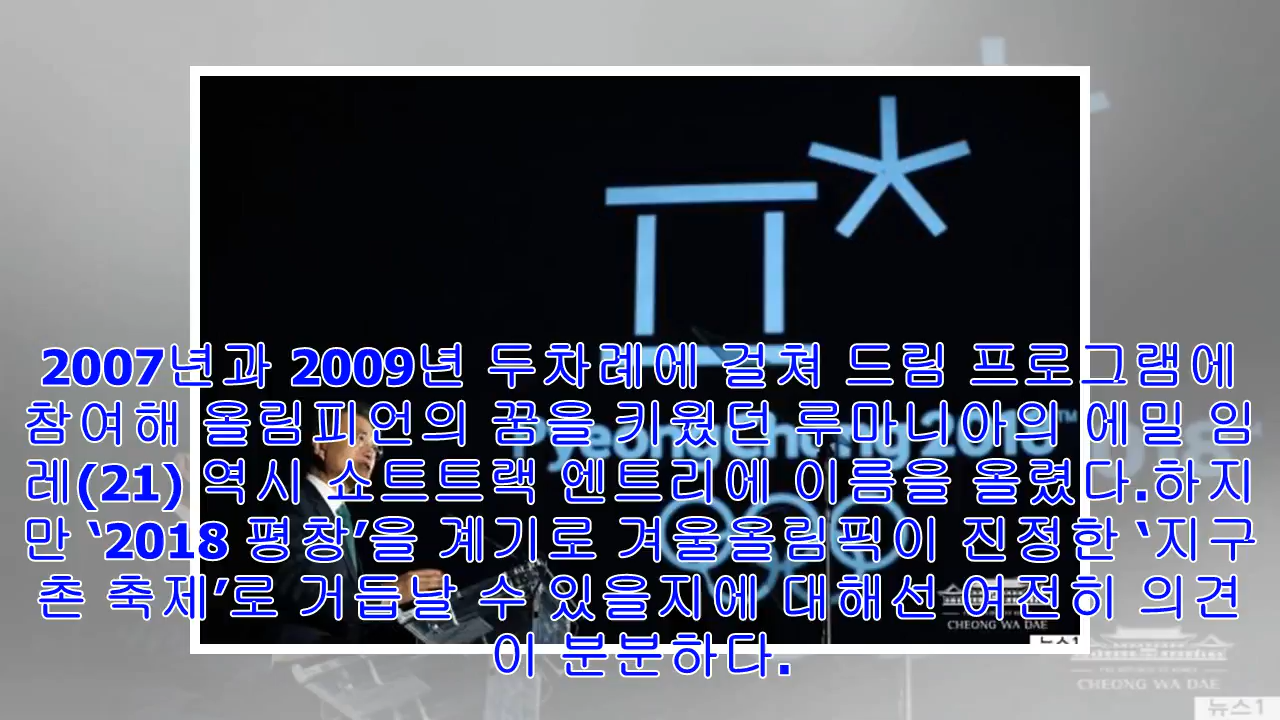 2007년과 2009년 두차례에 걸쳐 드림 프로그램에
참여해 올림피언의 꿈을 키웠던 루마니아의 에밀 임
레(21) 역시 쇼트트랙 엔트리에 이름을 올렸다.하지
만 ‘2018 평창’을 계기로 겨울올림픽이 진정한 ‘지구
촌 축제’로 거듭날 수 있을지에 대해선 여전히 의견
이 분분하다.
PyeongChang 2018™
CHEONG WA DAE
뉴스1
2018
CHEONG WA DAE
뉴스1